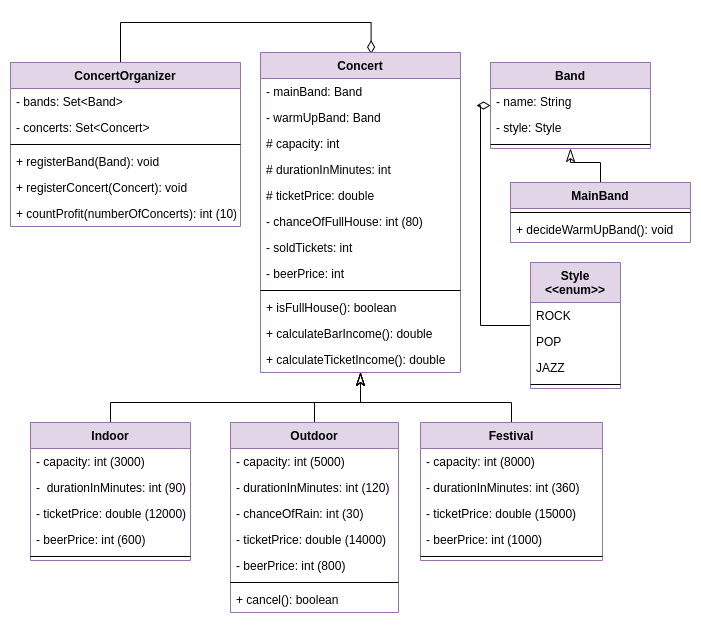 ConcertOrganizer
- bands: Set<Band>
- concerts: Set<Concert>
+ registerBand(Band): void
+ registerConcert(Concert): void
+ countProfit(numberOfConcerts): int (10)
Concert
- mainBand: Band
- warmUpBand: Band
# capacity: int
# durationInMinutes: int
# ticketPrice: double
- chanceOfFullHouse: int (80)
- soldTickets: int
- beerPrice: int
+ isFullHouse(): boolean
+ calculateBarIncome(): double
+ calculateTicketIncome(): double
Band
- name: String
- style: Style
MainBand
+ decideWarmUpBand(): void
Style
<<enum>>
ROCK
POP
JAZZ
Indoor
- capacity: int (3000)
- durationInMinutes: int (90)
- ticketPrice: double (12000)
- beerPrice: int (600)
Outdoor
- capacity: int (5000)
- durationInMinutes: int (120)
- chanceOfRain: int (30)
- ticketPrice: double (14000)
- beerPrice: int (800)
+ cancel(): boolean
Festival
- capacity: int (8000)
- durationInMinutes: int (360)
- ticketPrice: double (15000)
- beerPrice: int (1000)